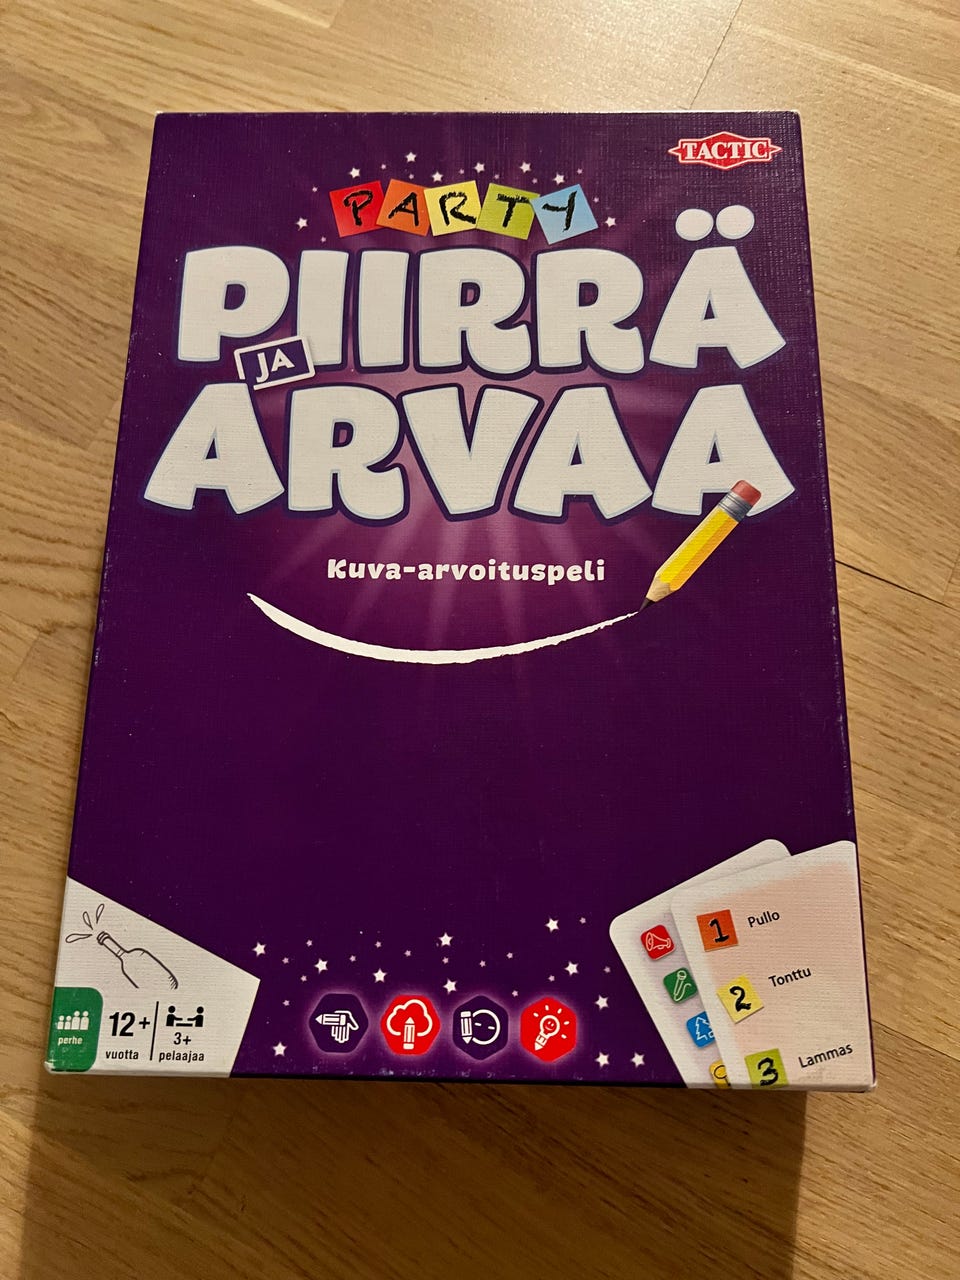 TACTIC
PARTY
PIIRRÄ
JA
ARVAA
Kuva-arvoituspeli
1 Pullo
2 Tonttu
3 Lammas
perhe
12+
vuotta
3+
pelaajaa